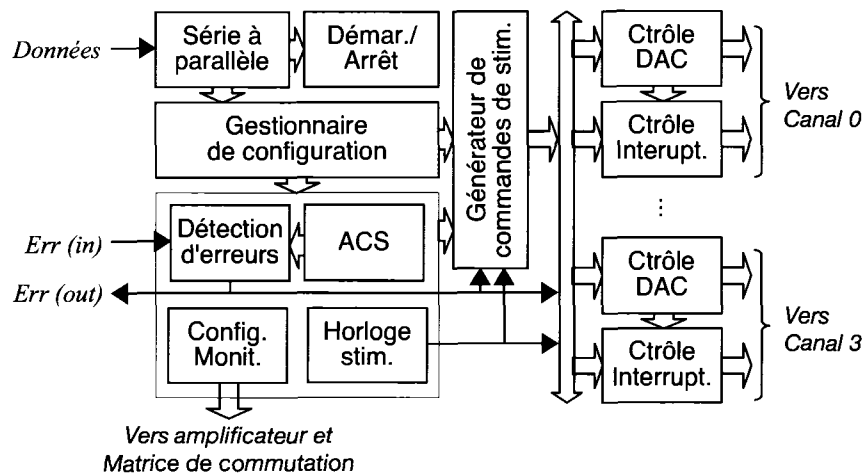 Données
Série à
parallèle
Démar./
Arrêt
Gestionnaire
de configuration
Générateur de
commandes de stim.
Ctrôle
DAC
Ctrôle
Interupt.
Vers
Canal 0
...
Err (in)
Détection
d'erreurs
ACS
Err (out)
Config.
Monit.
Horloge
stim.
Ctrôle
DAC
Ctrôle
Interrupt.
Vers
Canal 3
Vers amplificateur et
Matrice de commutation